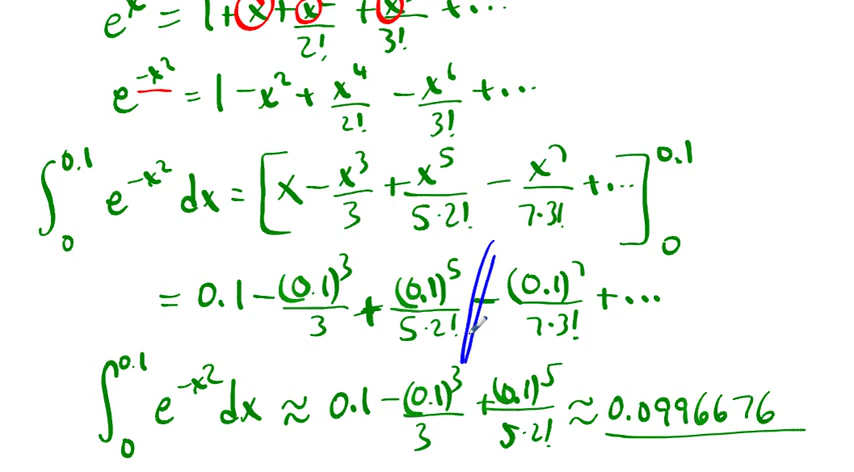 eˣ = 1 + x + x²/2! + x³/3! + ...
e^(-x²) = 1 - x² + x⁴/2! - x⁶/3! + ...
∫₀^0.1 e^(-x²) dx = [x - x³/3 + x⁵/(5·2!) - x⁷/(7·3!) + ...]₀^0.1
= 0.1 - (0.1)³/3 + (0.1)⁵/(5·2!) - (0.1)⁷/(7·3!) + ...
∫₀^0.1 e^(-x²) dx ≈ 0.1 - (0.1)³/3 + (0.1)⁵/(5·2!) ≈ 0.0996676